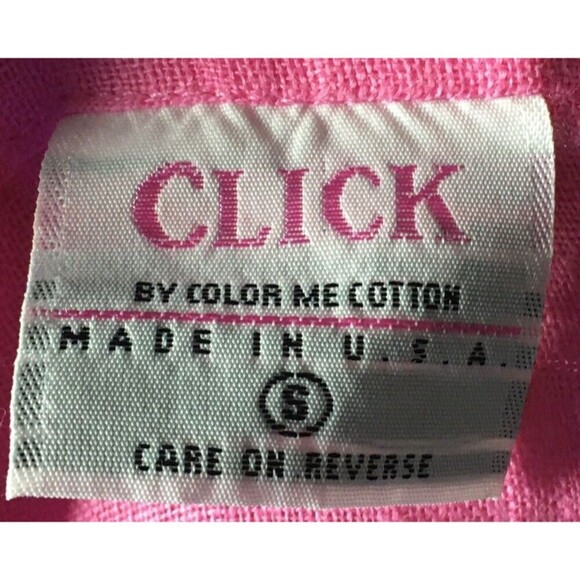 CLICK
BY COLOR ME COTTON
MADE IN U.S.A.
S
CARE ON REVERSE